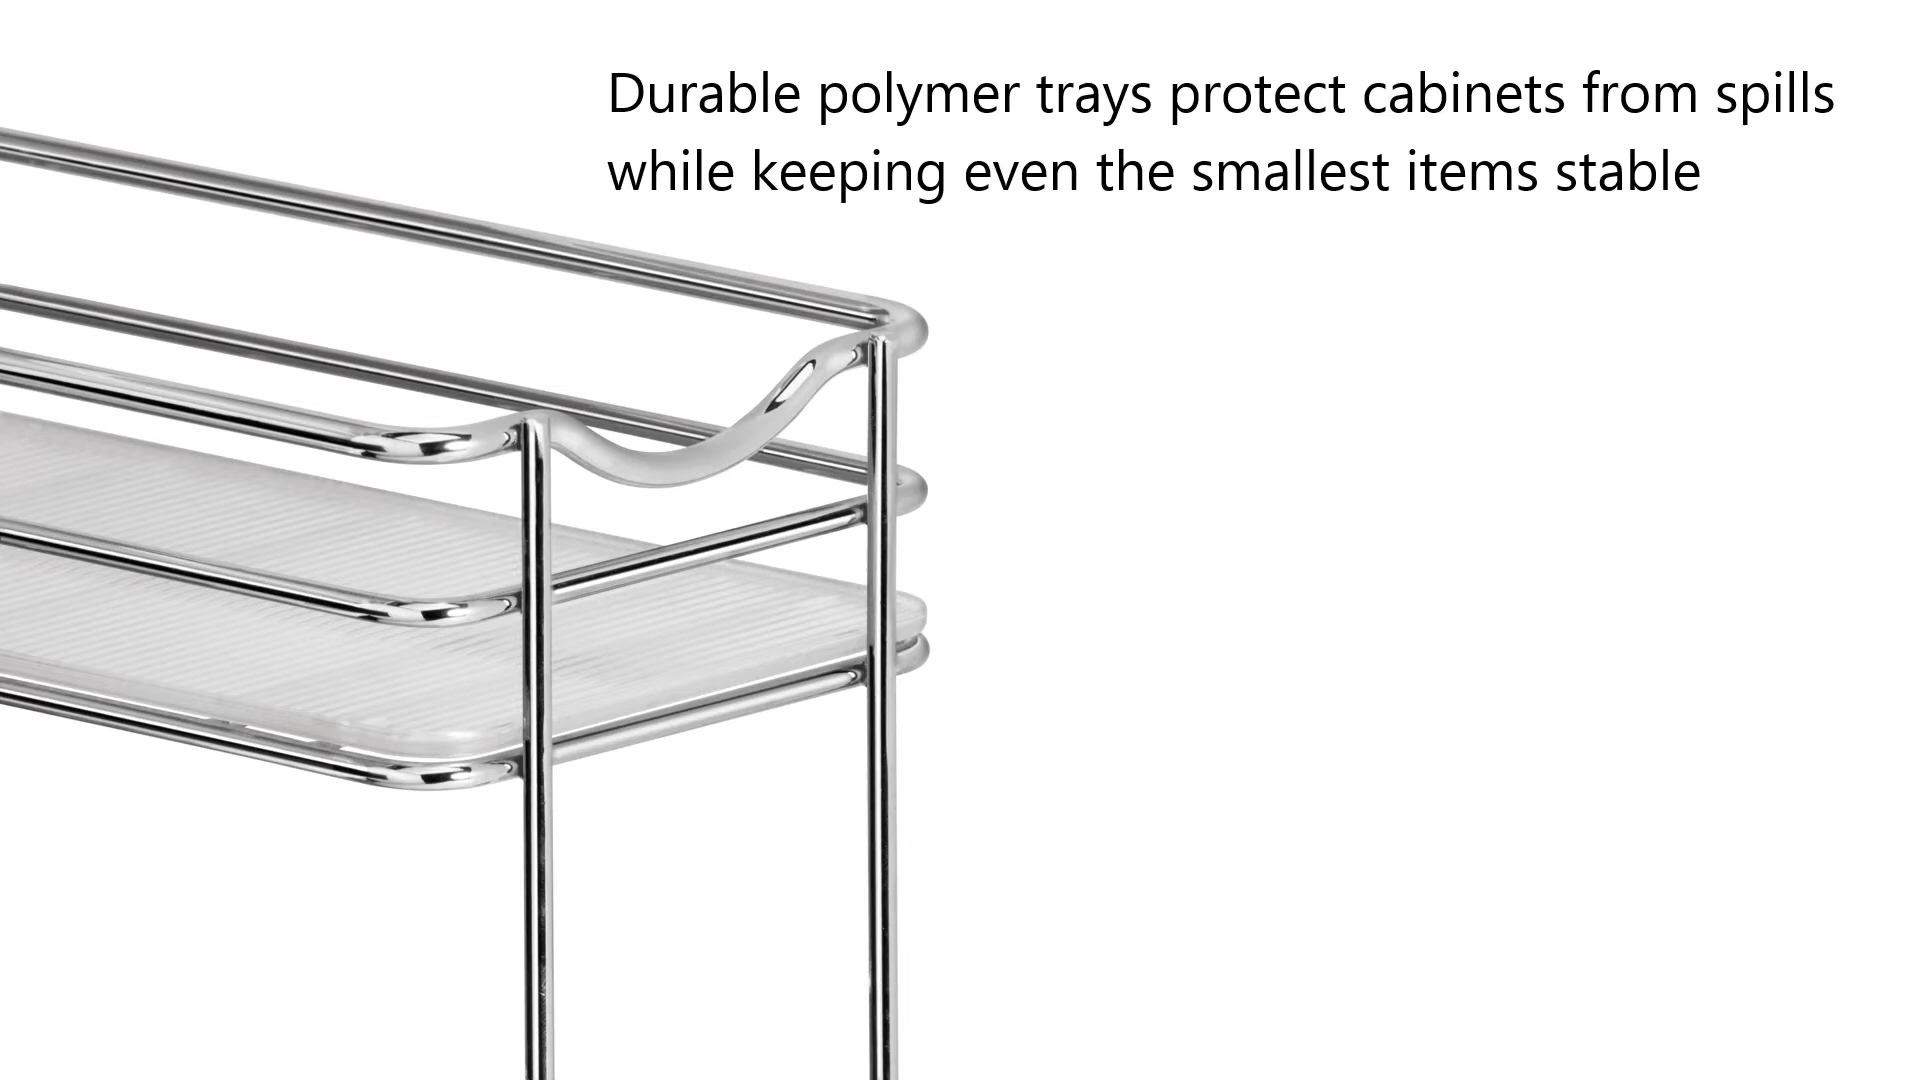 Durable polymer trays protect cabinets from spills
while keeping even the smallest items stable